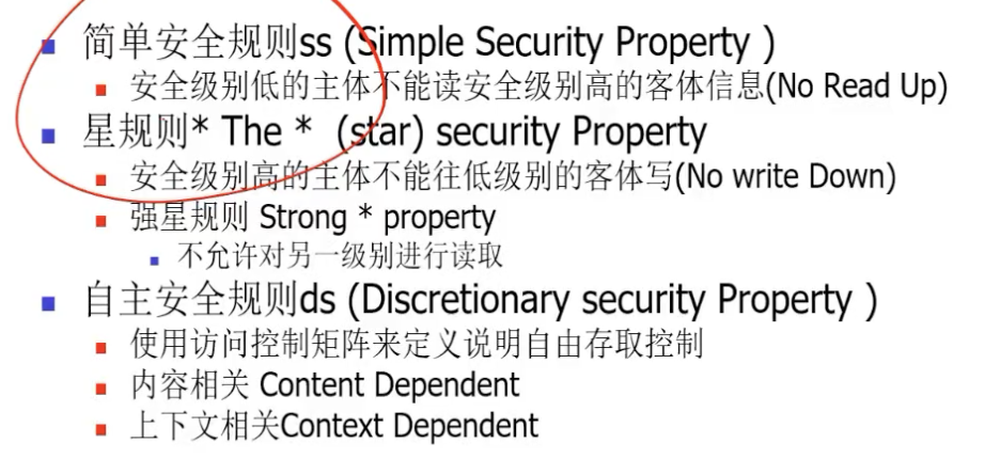 简单安全规则ss (Simple Security Property )
安全级别低的主体不能读安全级别高的客体信息(No Read Up)
星规则* The * (star) security Property
安全级别高的主体不能往低级别的客体写(No write Down)
强星规则 Strong * property
不允许对另一级别进行读取
自主安全规则ds (Discretionary security Property )
使用访问控制矩阵来定义说明自由存取控制
内容相关 Content Dependent
上下文相关Context Dependent